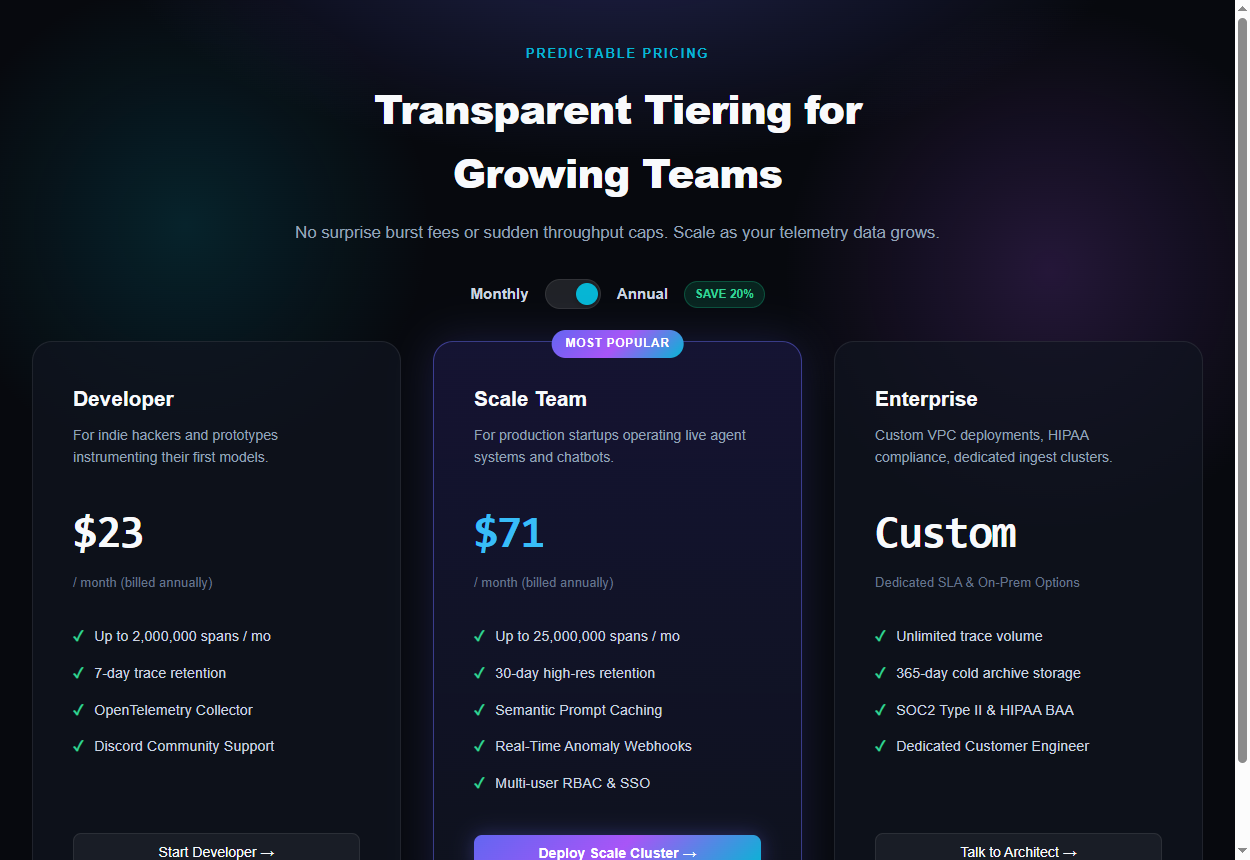 PREDICTABLE PRICING
Transparent Tiering for
Growing Teams
No surprise burst fees or sudden throughput caps. Scale as your telemetry data grows.
Monthly
Annual
SAVE 20%
Developer
For indie hackers and prototypes
instrumenting their first models.
$23
/ month (billed annually)
✓ Up to 2,000,000 spans / mo
✓ 7-day trace retention
✓ OpenTelemetry Collector
✓ Discord Community Support
Start Developer →
MOST POPULAR
Scale Team
For production startups operating live agent
systems and chatbots.
$71
/ month (billed annually)
✓ Up to 25,000,000 spans / mo
✓ 30-day high-res retention
✓ Semantic Prompt Caching
✓ Real-Time Anomaly Webhooks
✓ Multi-user RBAC & SSO
Deploy Scale Cluster →
Enterprise
Custom VPC deployments, HIPAA
compliance, dedicated ingest clusters.
Custom
Dedicated SLA & On-Prem Options
✓ Unlimited trace volume
✓ 365-day cold archive storage
✓ SOC2 Type II & HIPAA BAA
✓ Dedicated Customer Engineer
Talk to Architect →